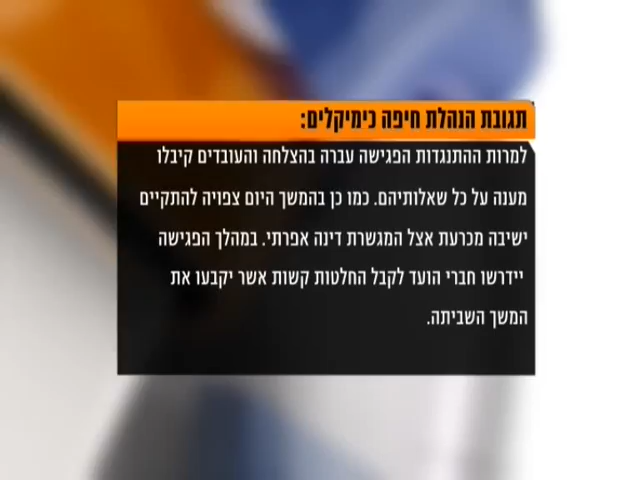 תגובת הנהלת חיפה כימיקלים:
למרות ההתנגדות הפגישה עברה בהצלחה והעובדים קיבלו
מענה על כל שאלותיהם. כמו כן בהמשך היום צפויה להתקיים
ישיבה מכרעת אצל המגשרת דינה אפרתי. במהלך הפגישה
יידרשו חברי הועד לקבל החלטות קשות אשר יקבעו את
המשך השביתה.